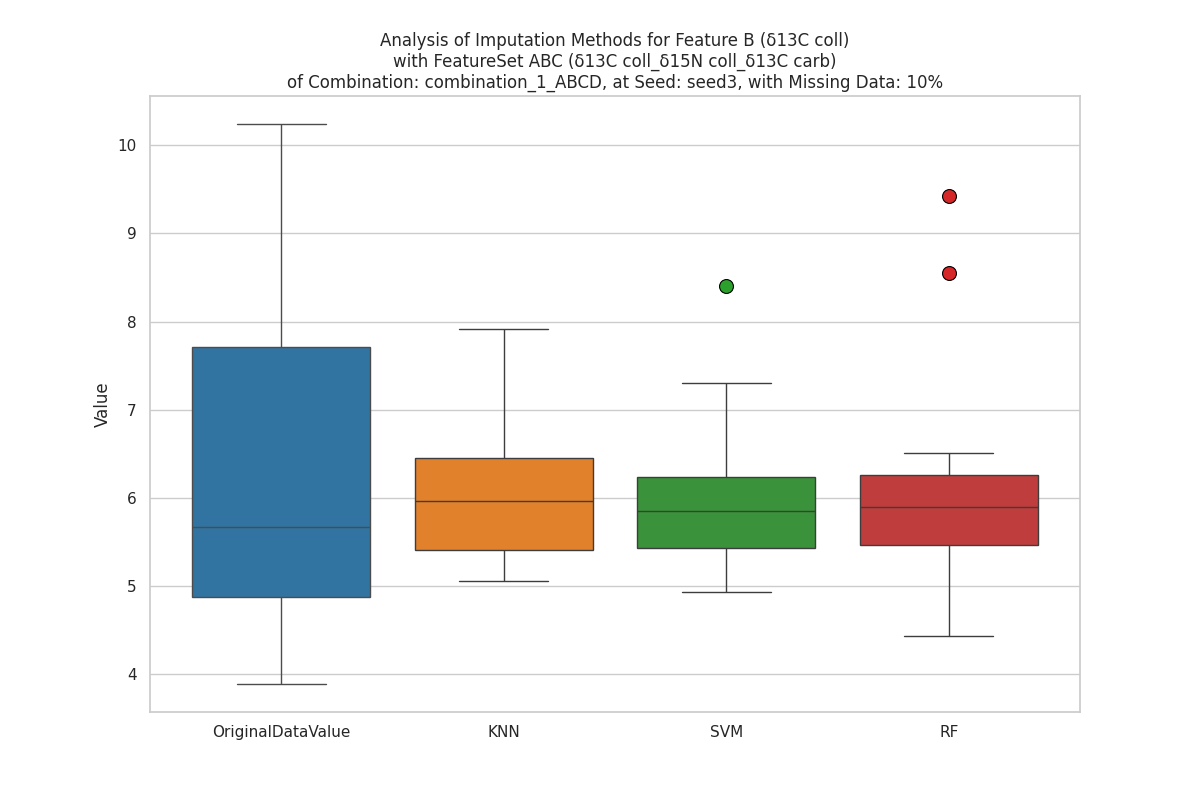 Analysis of Imputation Methods for Feature B (δ13C coll)
with FeatureSet ABC (δ13C coll_δ15N coll_δ13C carb)
of Combination: combination_1_ABCD, at Seed: seed3, with Missing Data: 10%
10
9
8
7
6
5
4
Value
OriginalDataValue
KNN
SVM
RF